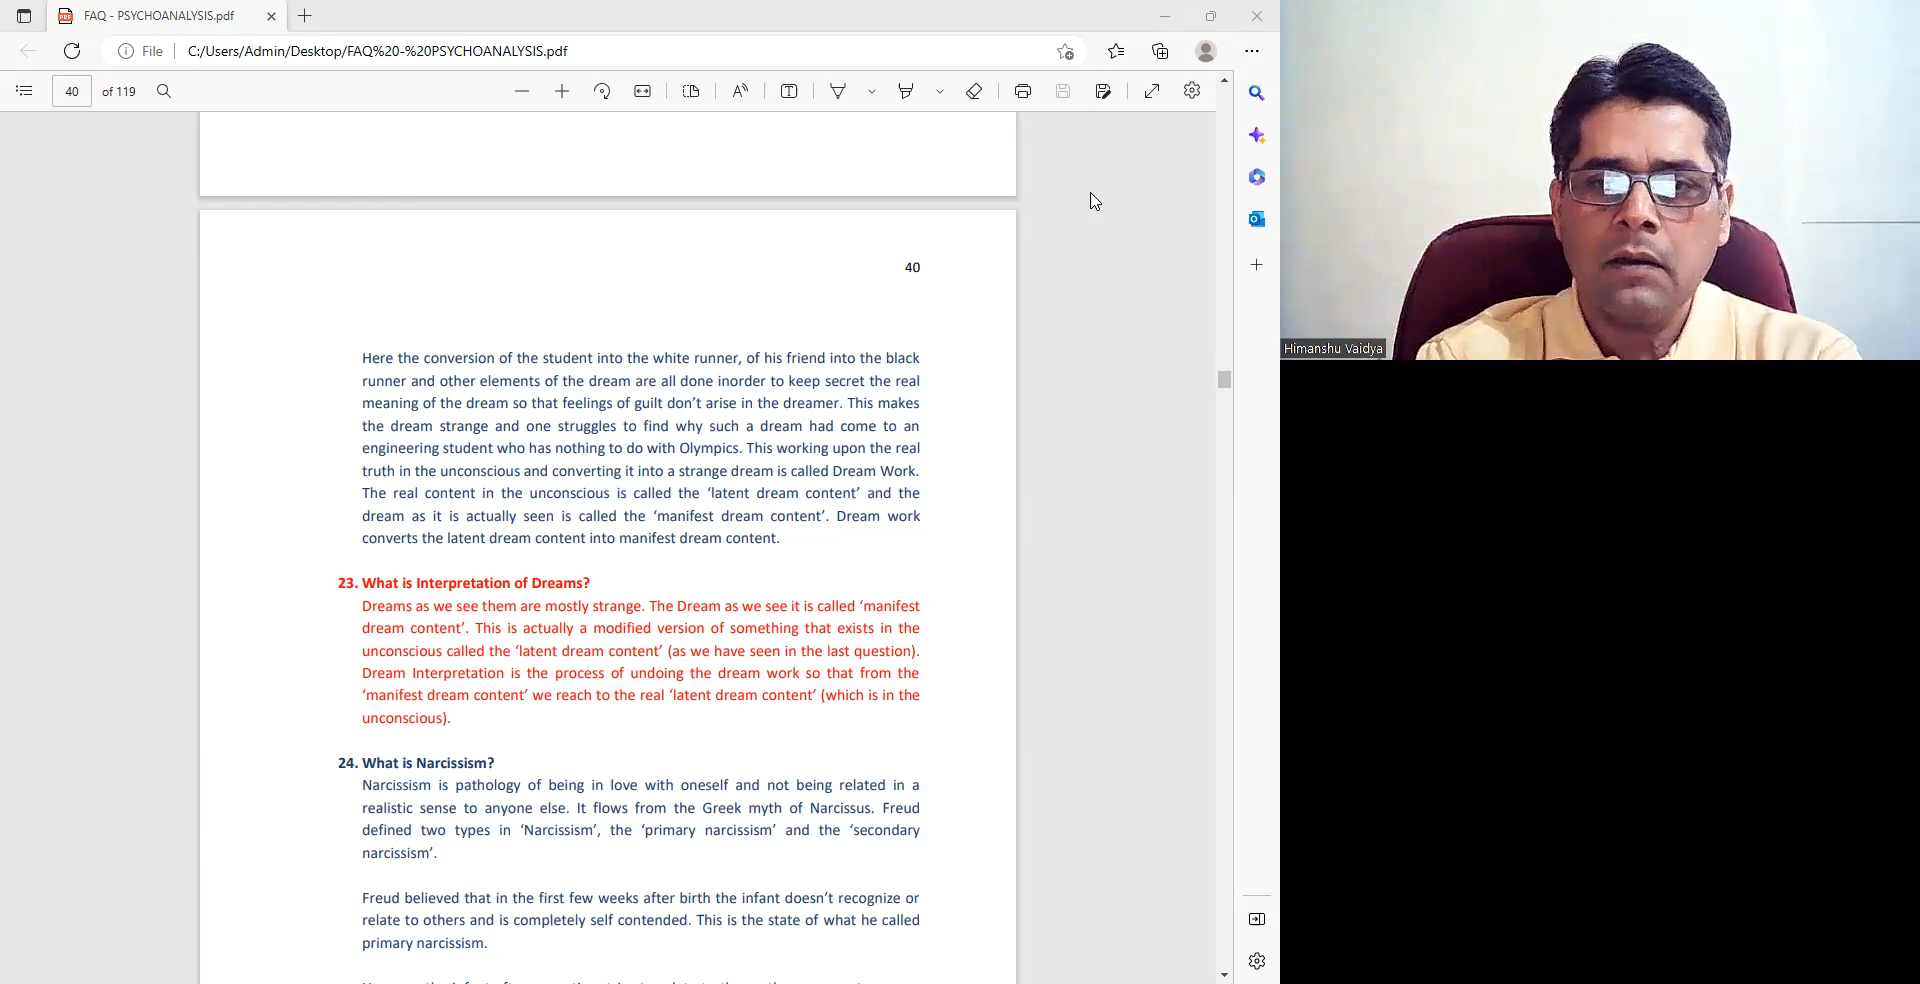 FAQ - PSYCHOANALYSIS.pdf
File
C:/Users/Admin/Desktop/FAQ%20-%20PSYCHOANALYSIS.pdf
40
of 119
40
Here the conversion of the student into the white runner, of his friend into the black
runner and other elements of the dream are all done inorder to keep secret the real
meaning of the dream so that feelings of guilt don’t arise in the dreamer. This makes
the dream strange and one struggles to find why such a dream had come to an
engineering student who has nothing to do with Olympics. This working upon the real
truth in the unconscious and converting it into a strange dream is called Dream Work.
The real content in the unconscious is called the ‘latent dream content’ and the
dream as it is actually seen is called the ‘manifest dream content’. Dream work
converts the latent dream content into manifest dream content.
23. What is Interpretation of Dreams?
Dreams as we see them are mostly strange. The Dream as we see it is called ‘manifest
dream content’. This is actually a modified version of something that exists in the
unconscious called the ‘latent dream content’ (as we have seen in the last question).
Dream Interpretation is the process of undoing the dream work so that from the
‘manifest dream content’ we reach to the real ‘latent dream content’ (which is in the
unconscious).
24. What is Narcissism?
Narcissism is pathology of being in love with oneself and not being related in a
realistic sense to anyone else. It flows from the Greek myth of Narcissus. Freud
defined two types in ‘Narcissism’, the ‘primary narcissism’ and the ‘secondary
narcissism’.
Freud believed that in the first few weeks after birth the infant doesn’t recognize or
relate to others and is completely self contended. This is the state of what he called
primary narcissism.
Himanshu Vaidya